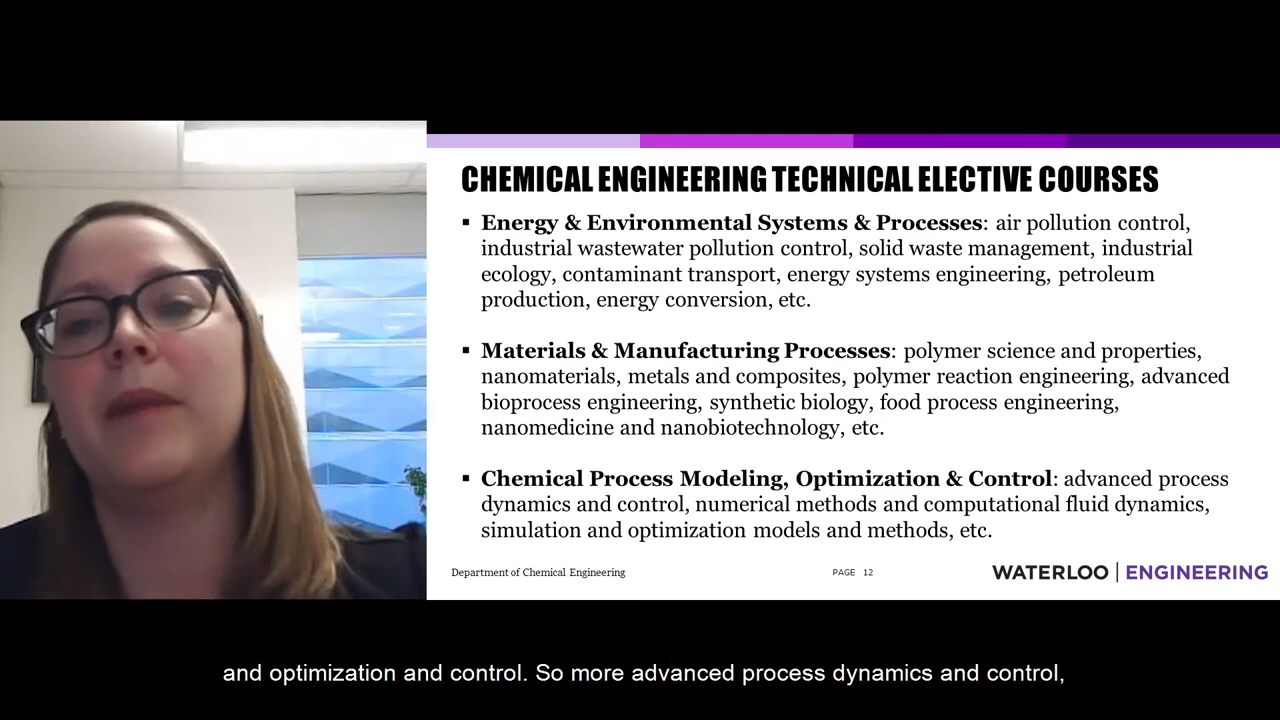 CHEMICAL ENGINEERING TECHNICAL ELECTIVE COURSES
▪ Energy & Environmental Systems & Processes: air pollution control,
industrial wastewater pollution control, solid waste management, industrial
ecology, contaminant transport, energy systems engineering, petroleum
production, energy conversion, etc.
▪ Materials & Manufacturing Processes: polymer science and properties,
nanomaterials, metals and composites, polymer reaction engineering, advanced
bioprocess engineering, synthetic biology, food process engineering,
nanomedicine and nanobiotechnology, etc.
▪ Chemical Process Modeling, Optimization & Control: advanced process
dynamics and control, numerical methods and computational fluid dynamics,
simulation and optimization models and methods, etc.
Department of Chemical Engineering PAGE 12 WATERLOO | ENGINEERING
and optimization and control. So more advanced process dynamics and control,